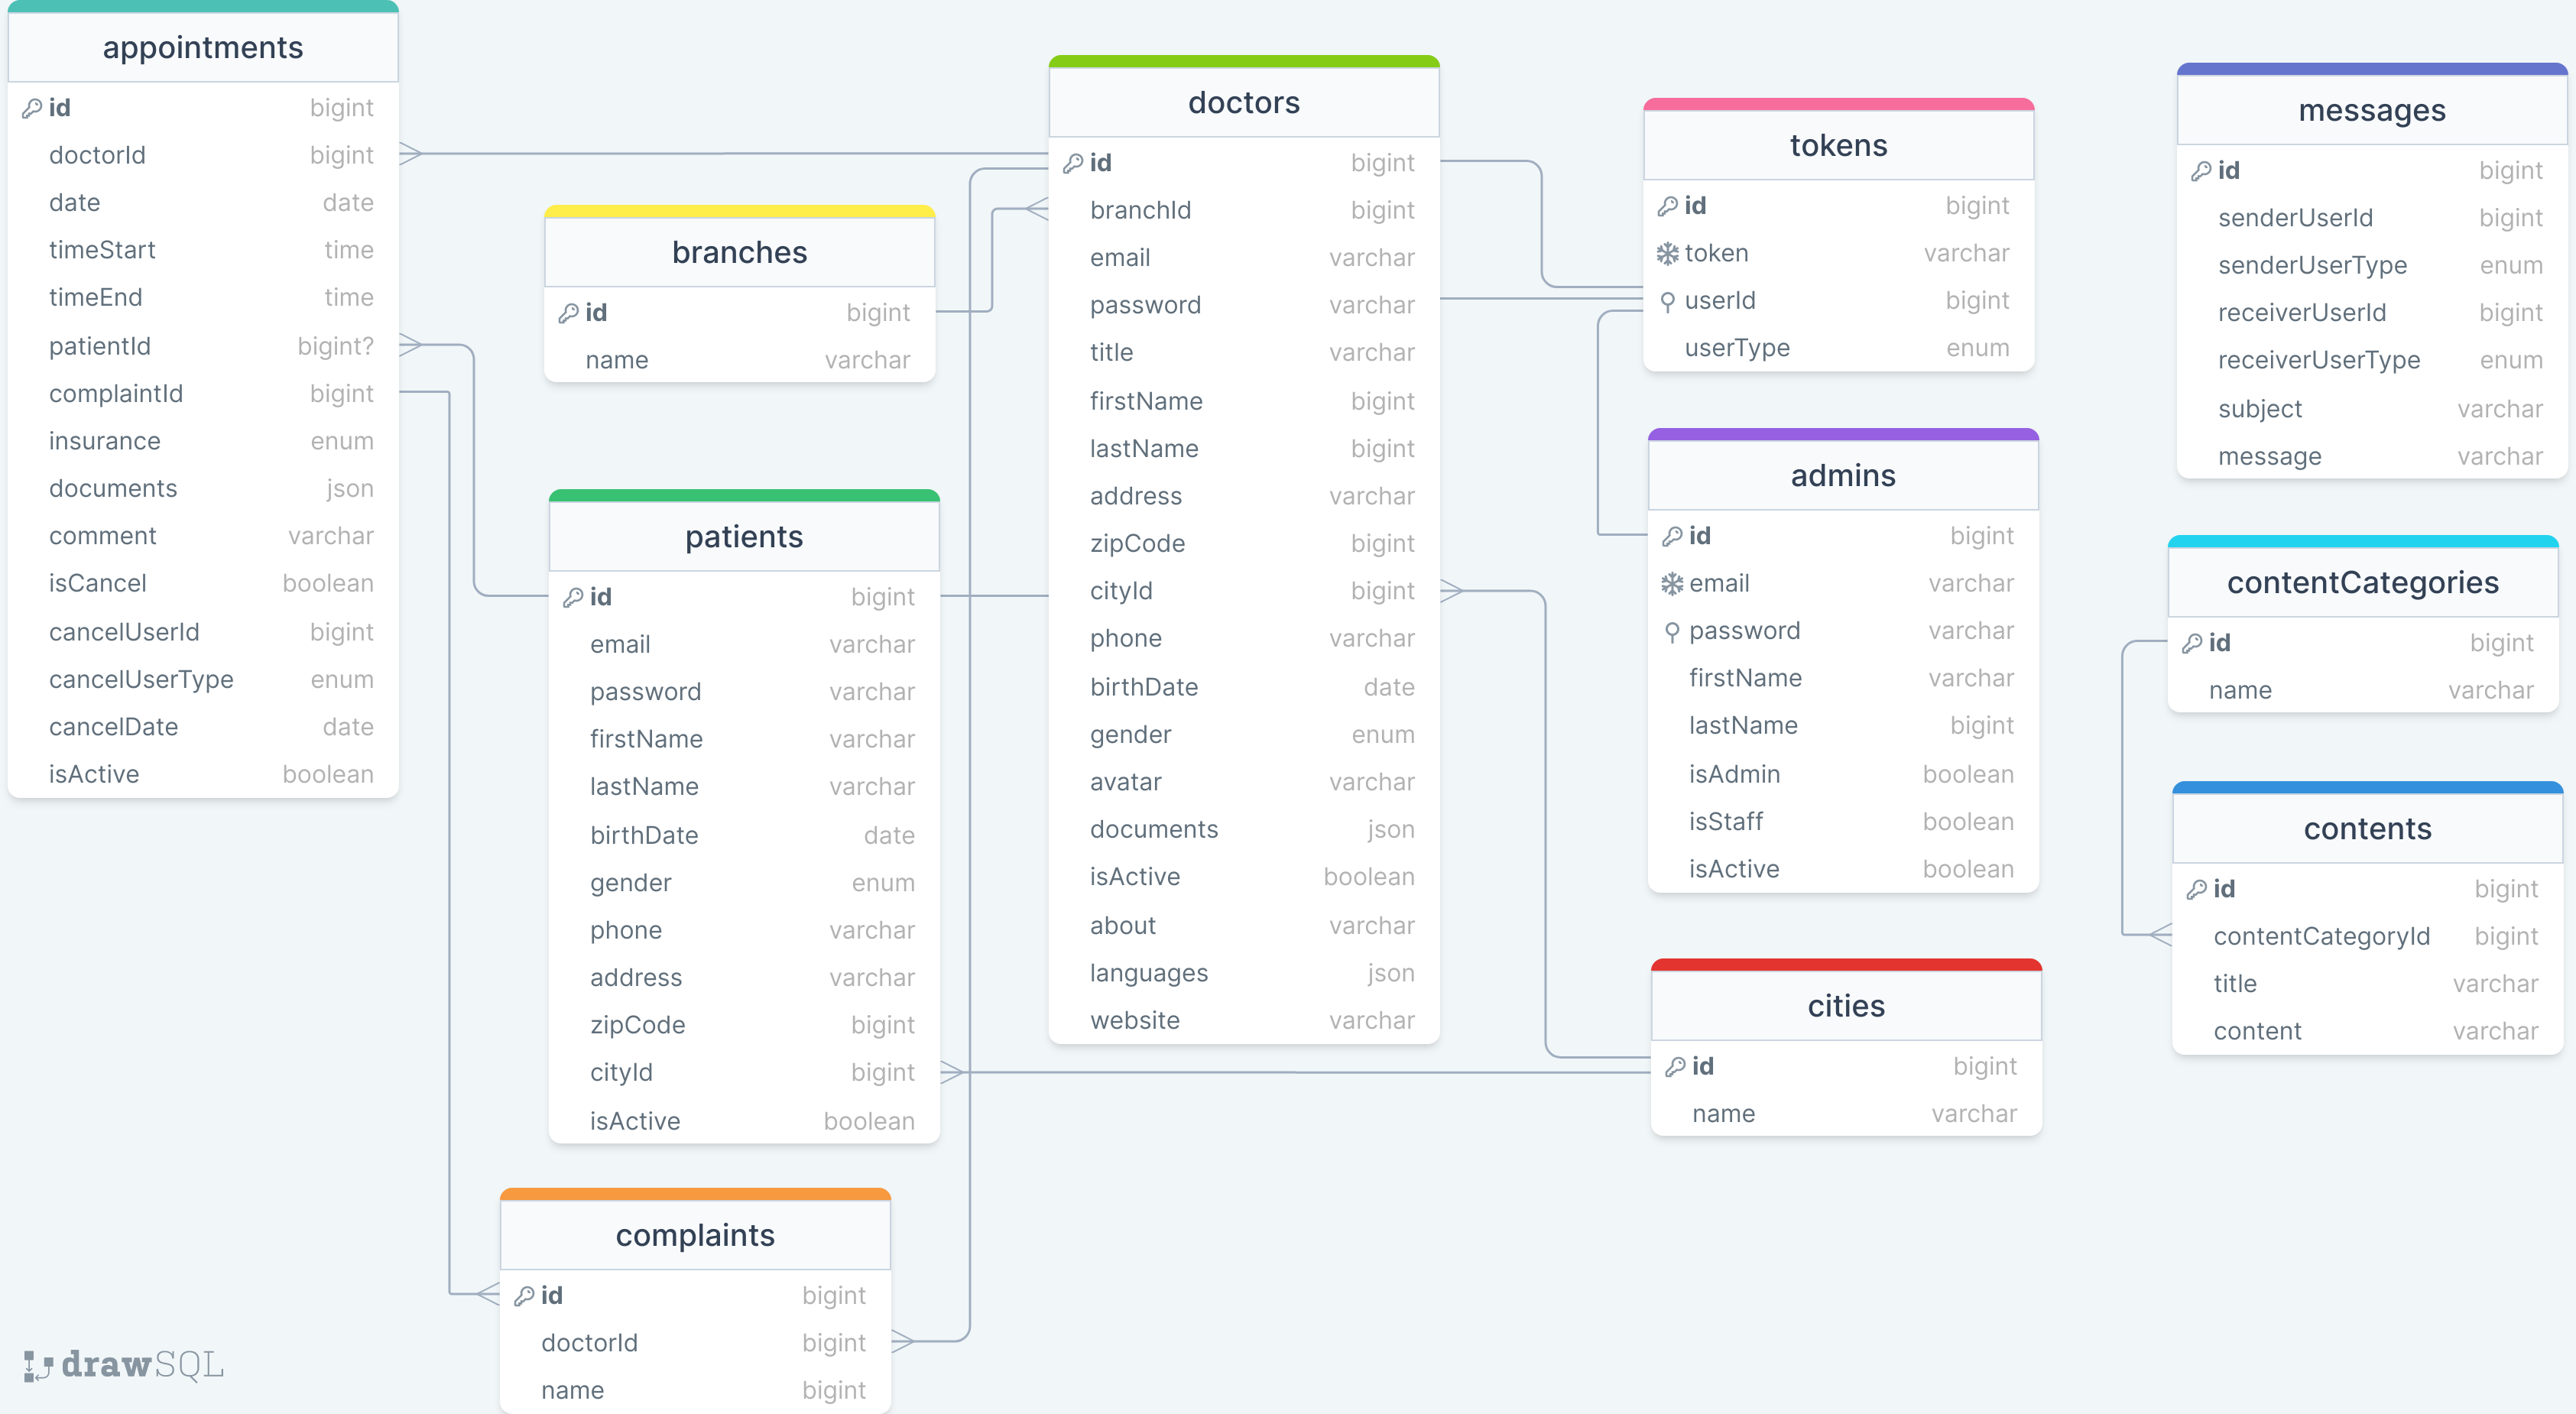 appointments
id bigint
doctorId bigint
date date
timeStart time
timeEnd time
patientId bigint?
complaintId bigint
insurance enum
documents json
comment varchar
isCancel boolean
cancelUserId bigint
cancelUserType enum
cancelDate date
isActive boolean
branches
id bigint
name varchar
patients
id bigint
email varchar
password varchar
firstName varchar
lastName varchar
birthDate date
gender enum
phone varchar
address varchar
zipCode bigint
cityId bigint
isActive boolean
complaints
id bigint
doctorId bigint
name bigint
doctors
id bigint
branchId bigint
email varchar
password varchar
title varchar
firstName bigint
lastName bigint
address varchar
zipCode bigint
cityId bigint
phone varchar
birthDate date
gender enum
avatar varchar
documents json
isActive boolean
about varchar
languages json
website varchar
tokens
id bigint
token varchar
userId bigint
userType enum
admins
id bigint
email varchar
password varchar
firstName varchar
lastName bigint
isAdmin boolean
isStaff boolean
isActive boolean
cities
id bigint
name varchar
messages
id bigint
senderUserId bigint
senderUserType enum
receiverUserId bigint
receiverUserType enum
subject varchar
message varchar
contentCategories
id bigint
name varchar
contents
id bigint
contentCategoryId bigint
title varchar
content varchar
drawSQL